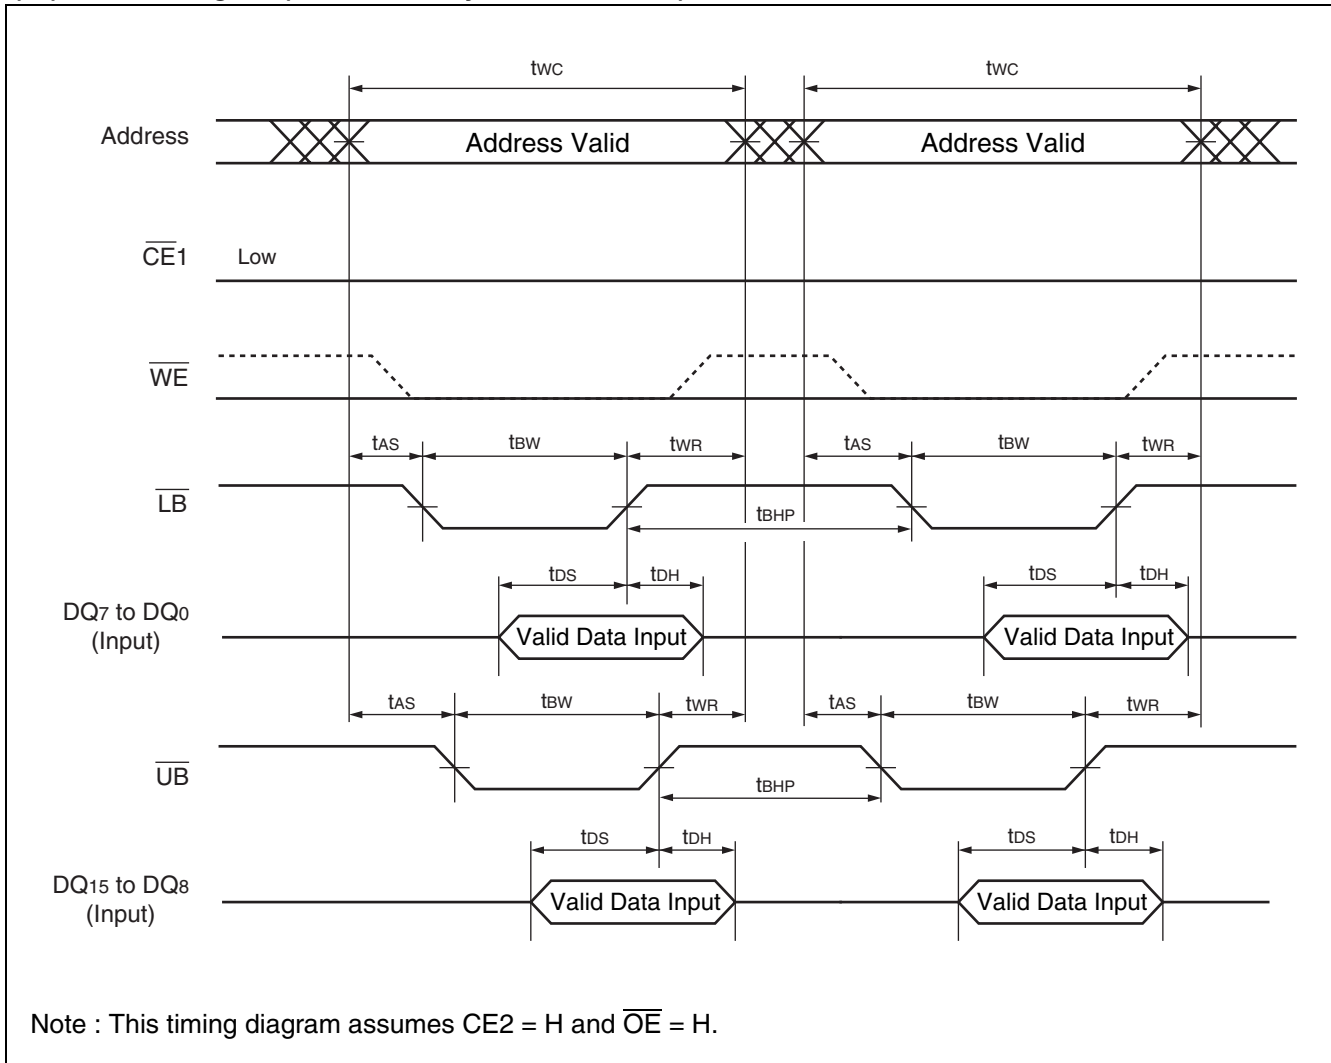 tWC tWC
Address Address Valid Address Valid
CE1 Low
WE
tAS tBW tWR tAS tBW tWR
LB
tBHP
tDS tDH tDS tDH
DQ7 to DQ0
(Input)
Valid Data Input Valid Data Input
tAS tBW tWR tAS tBW tWR
UB
tBHP
tDS tDH tDS tDH
DQ15 to DQ8
(Input)
Valid Data Input Valid Data Input
Note : This timing diagram assumes CE2 = H and OE = H.